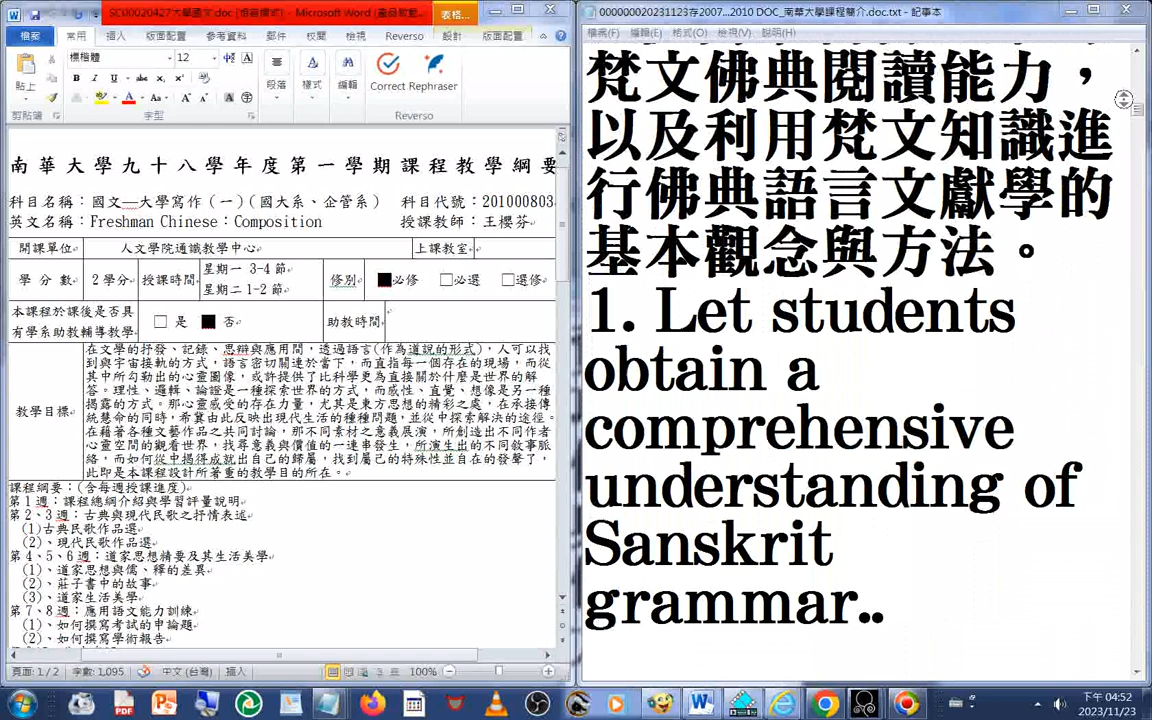 SC00020427大學國文.doc (相容模式) - Microsoft Word (產品啟動...
表格...
檔案 常用 插入 版面配置 參考資料 郵件 校閱 檢視 Reverso 設計 版面配置
標楷體 12
貼上 段落 樣式 編輯 Correct Rephraser
剪貼簿 字型 Reverso
南華大學九十八學年度第一學期課程教學綱要
科目名稱：國文—大學寫作（一）(國大系、企管系) 科目代號：201000803
英文名稱：Freshman Chinese：Composition 授課教師：王櫻芬
開課單位 人文學院通識教學中心 上課教室
學分數 2學分 授課時間 星期一 3-4節 星期二 1-2節 修別 ■必修 □必選 □選修
本課程於課後是否具有學系助教輔導教學 □是 ■否 助教時間
教學目標
在文學的抒發、記錄、思辯與應用間，透過語言(作為道說的形式)，人可以找
到與宇宙接軌的方式，語言密切關連於當下，而直指每一個存在的現場，而從
其中所勾勒出的心靈圖像，或許提供了比科學更為直接關於什麼是世界的解
答。理性、邏輯、論證是一種探索世界的方式，而感性、直覺、想像是另一種
揭露的方式。那心靈感受的存在力量，尤其是東方思想的精彩之處，在承接傳
統慧命的同時，希冀由此反映出現代生活的種種問題，並從中探索解決的途徑。
在藉著各種文藝作品之共同討論，那不同素材之意義展演，所創造出不同作者
心靈空間的觀看世界，找尋意義與價值的一連串發生，所演生出的不同敘事脈
絡，而如何從中揭得成就出自己的歸屬，找到屬己的特殊性並自在的發聲了，
此即是本課程設計所著重的教學目的所在。
課程綱要：(含每週授課進度)
第1週：課程總綱介紹與學習評量說明
第2、3週：古典與現代民歌之抒情表述
(1)古典民歌作品選
(2)、現代民歌作品選
第4、5、6週：道家思想精要及其生活美學
(1)、道家思想與儒、釋的差異
(2)、莊子書中的故事
(3)、道家生活美學
第7、8週：應用語文能力訓練
(1)、如何撰寫考試的申論題
(2)、如何撰寫學術報告
頁面：1/2 字數：1,095 中文(台灣) 插入 100%
000000020231123存2007...2010 DOC_南華大學課程簡介.doc.txt - 記事本
檔案(F) 編輯(E) 格式(O) 檢視(V) 說明(H)
梵文佛典閱讀能力，
以及利用梵文知識進
行佛典語言文獻學的
基本觀念與方法。
1. Let students
obtain a
comprehensive
understanding of
Sanskrit
grammar..
下午 04:52
2023/11/23